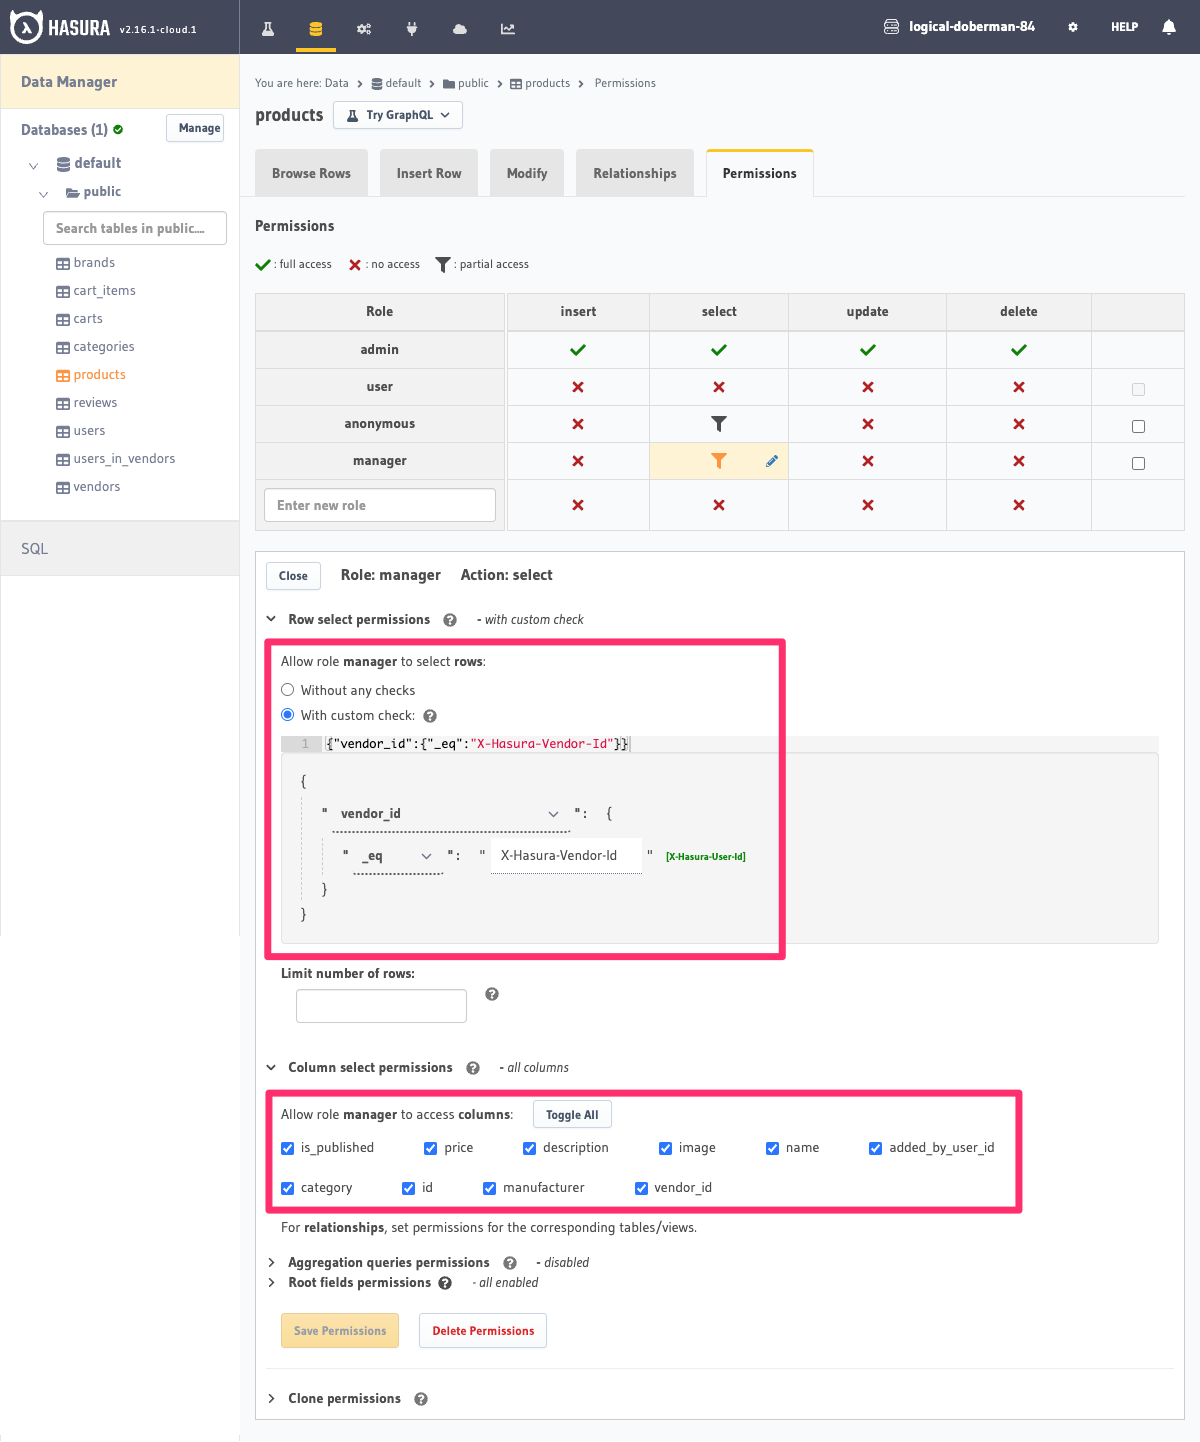 HASURA v2.16.1-cloud.1
logical-doberman-84 HELP
Data Manager
Databases (1) Manage
default
public
Search tables in public....
brands
cart_items
carts
categories
products
reviews
users
users_in_vendors
vendors
SQL
You are here: Data > default > public > products > Permissions
products Try GraphQL
Browse Rows Insert Row Modify Relationships Permissions
Permissions
: full access : no access : partial access
Role insert select update delete
admin
user
anonymous
manager
Enter new role
Close Role: manager Action: select
Row select permissions - with custom check
Allow role manager to select rows:
Without any checks
With custom check:
1 {"vendor_id":{"_eq":"X-Hasura-Vendor-Id"}}
{
" vendor_id ": {
" _eq ": " X-Hasura-Vendor-Id " [X-Hasura-User-Id]
}
}
Limit number of rows:
Column select permissions - all columns
Allow role manager to access columns: Toggle All
is_published price description image name added_by_user_id
category id manufacturer vendor_id
For relationships, set permissions for the corresponding tables/views.
Aggregation queries permissions - disabled
Root fields permissions - all enabled
Save Permissions Delete Permissions
Clone permissions